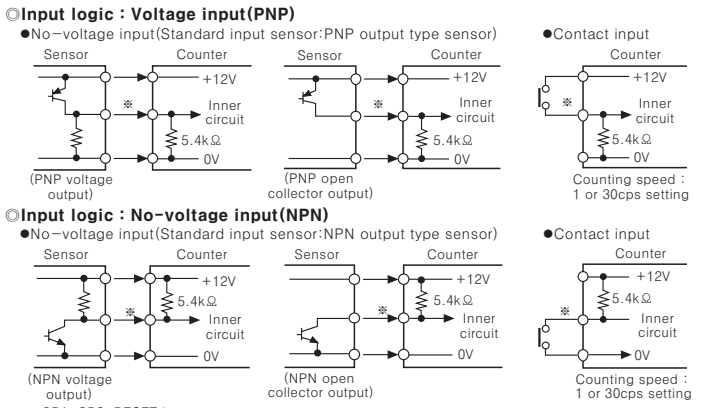 ◎Input logic : Voltage input(PNP)
●No-voltage input(Standard input sensor:PNP output type sensor)
●Contact input
Sensor
Counter
+12V
※
Inner
circuit
5.4kΩ
0V
(PNP voltage
output)
Sensor
Counter
+12V
※
Inner
circuit
5.4kΩ
0V
(PNP open
collector output)
Counter
+12V
※
Inner
circuit
5.4kΩ
0V
Counting speed :
1 or 30cps setting
◎Input logic : No-voltage input(NPN)
●No-voltage input(Standard input sensor:NPN output type sensor)
●Contact input
Sensor
Counter
+12V
5.4kΩ
※
Inner
circuit
0V
(NPN voltage
output)
Sensor
Counter
+12V
5.4kΩ
※
Inner
circuit
0V
(NPN open
collector output)
Counter
+12V
5.4kΩ
※
Inner
circuit
0V
Counting speed :
1 or 30cps setting